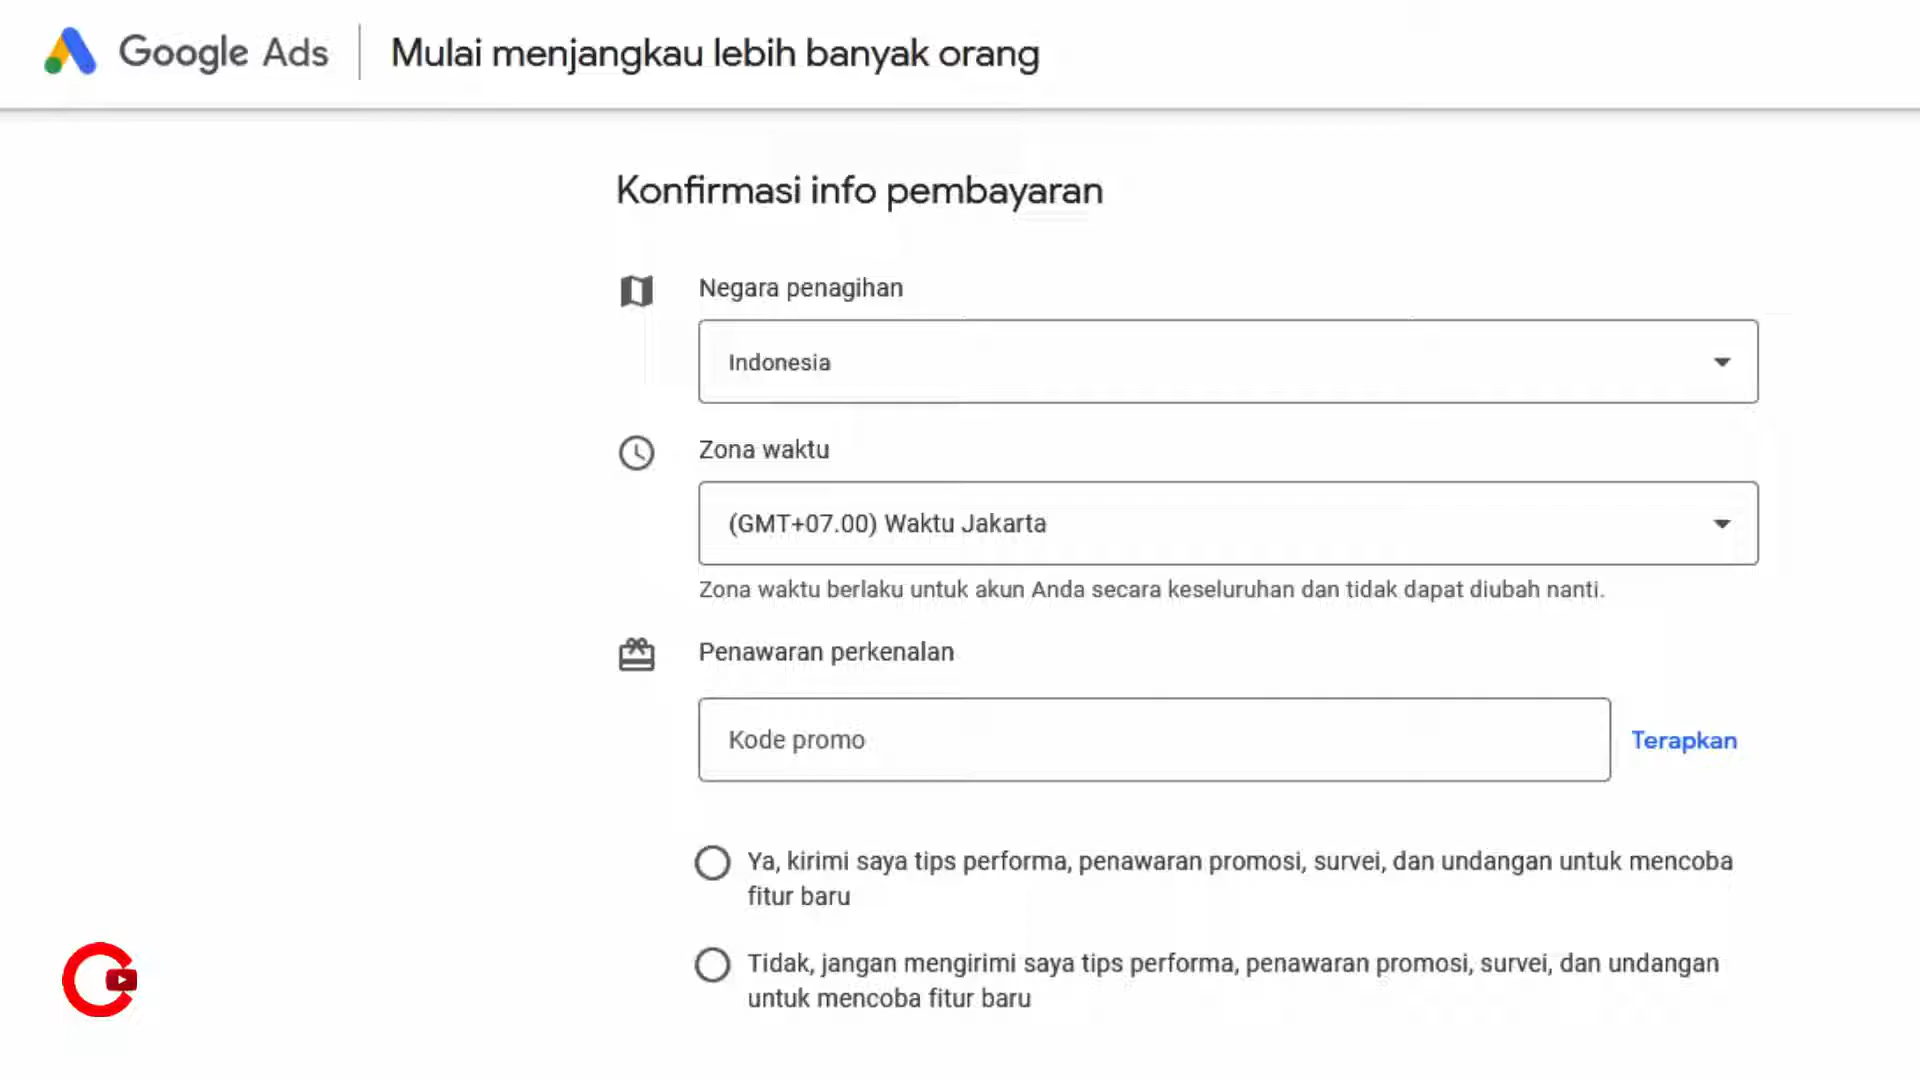 Google Ads
Mulai menjangkau lebih banyak orang
Konfirmasi info pembayaran
Negara penagihan
Indonesia
Zona waktu
(GMT+07.00) Waktu Jakarta
Zona waktu berlaku untuk akun Anda secara keseluruhan dan tidak dapat diubah nanti.
Penawaran perkenalan
Kode promo
Terapkan
Ya, kirimi saya tips performa, penawaran promosi, survei, dan undangan untuk mencoba
fitur baru
Tidak, jangan mengirimi saya tips performa, penawaran promosi, survei, dan undangan
untuk mencoba fitur baru